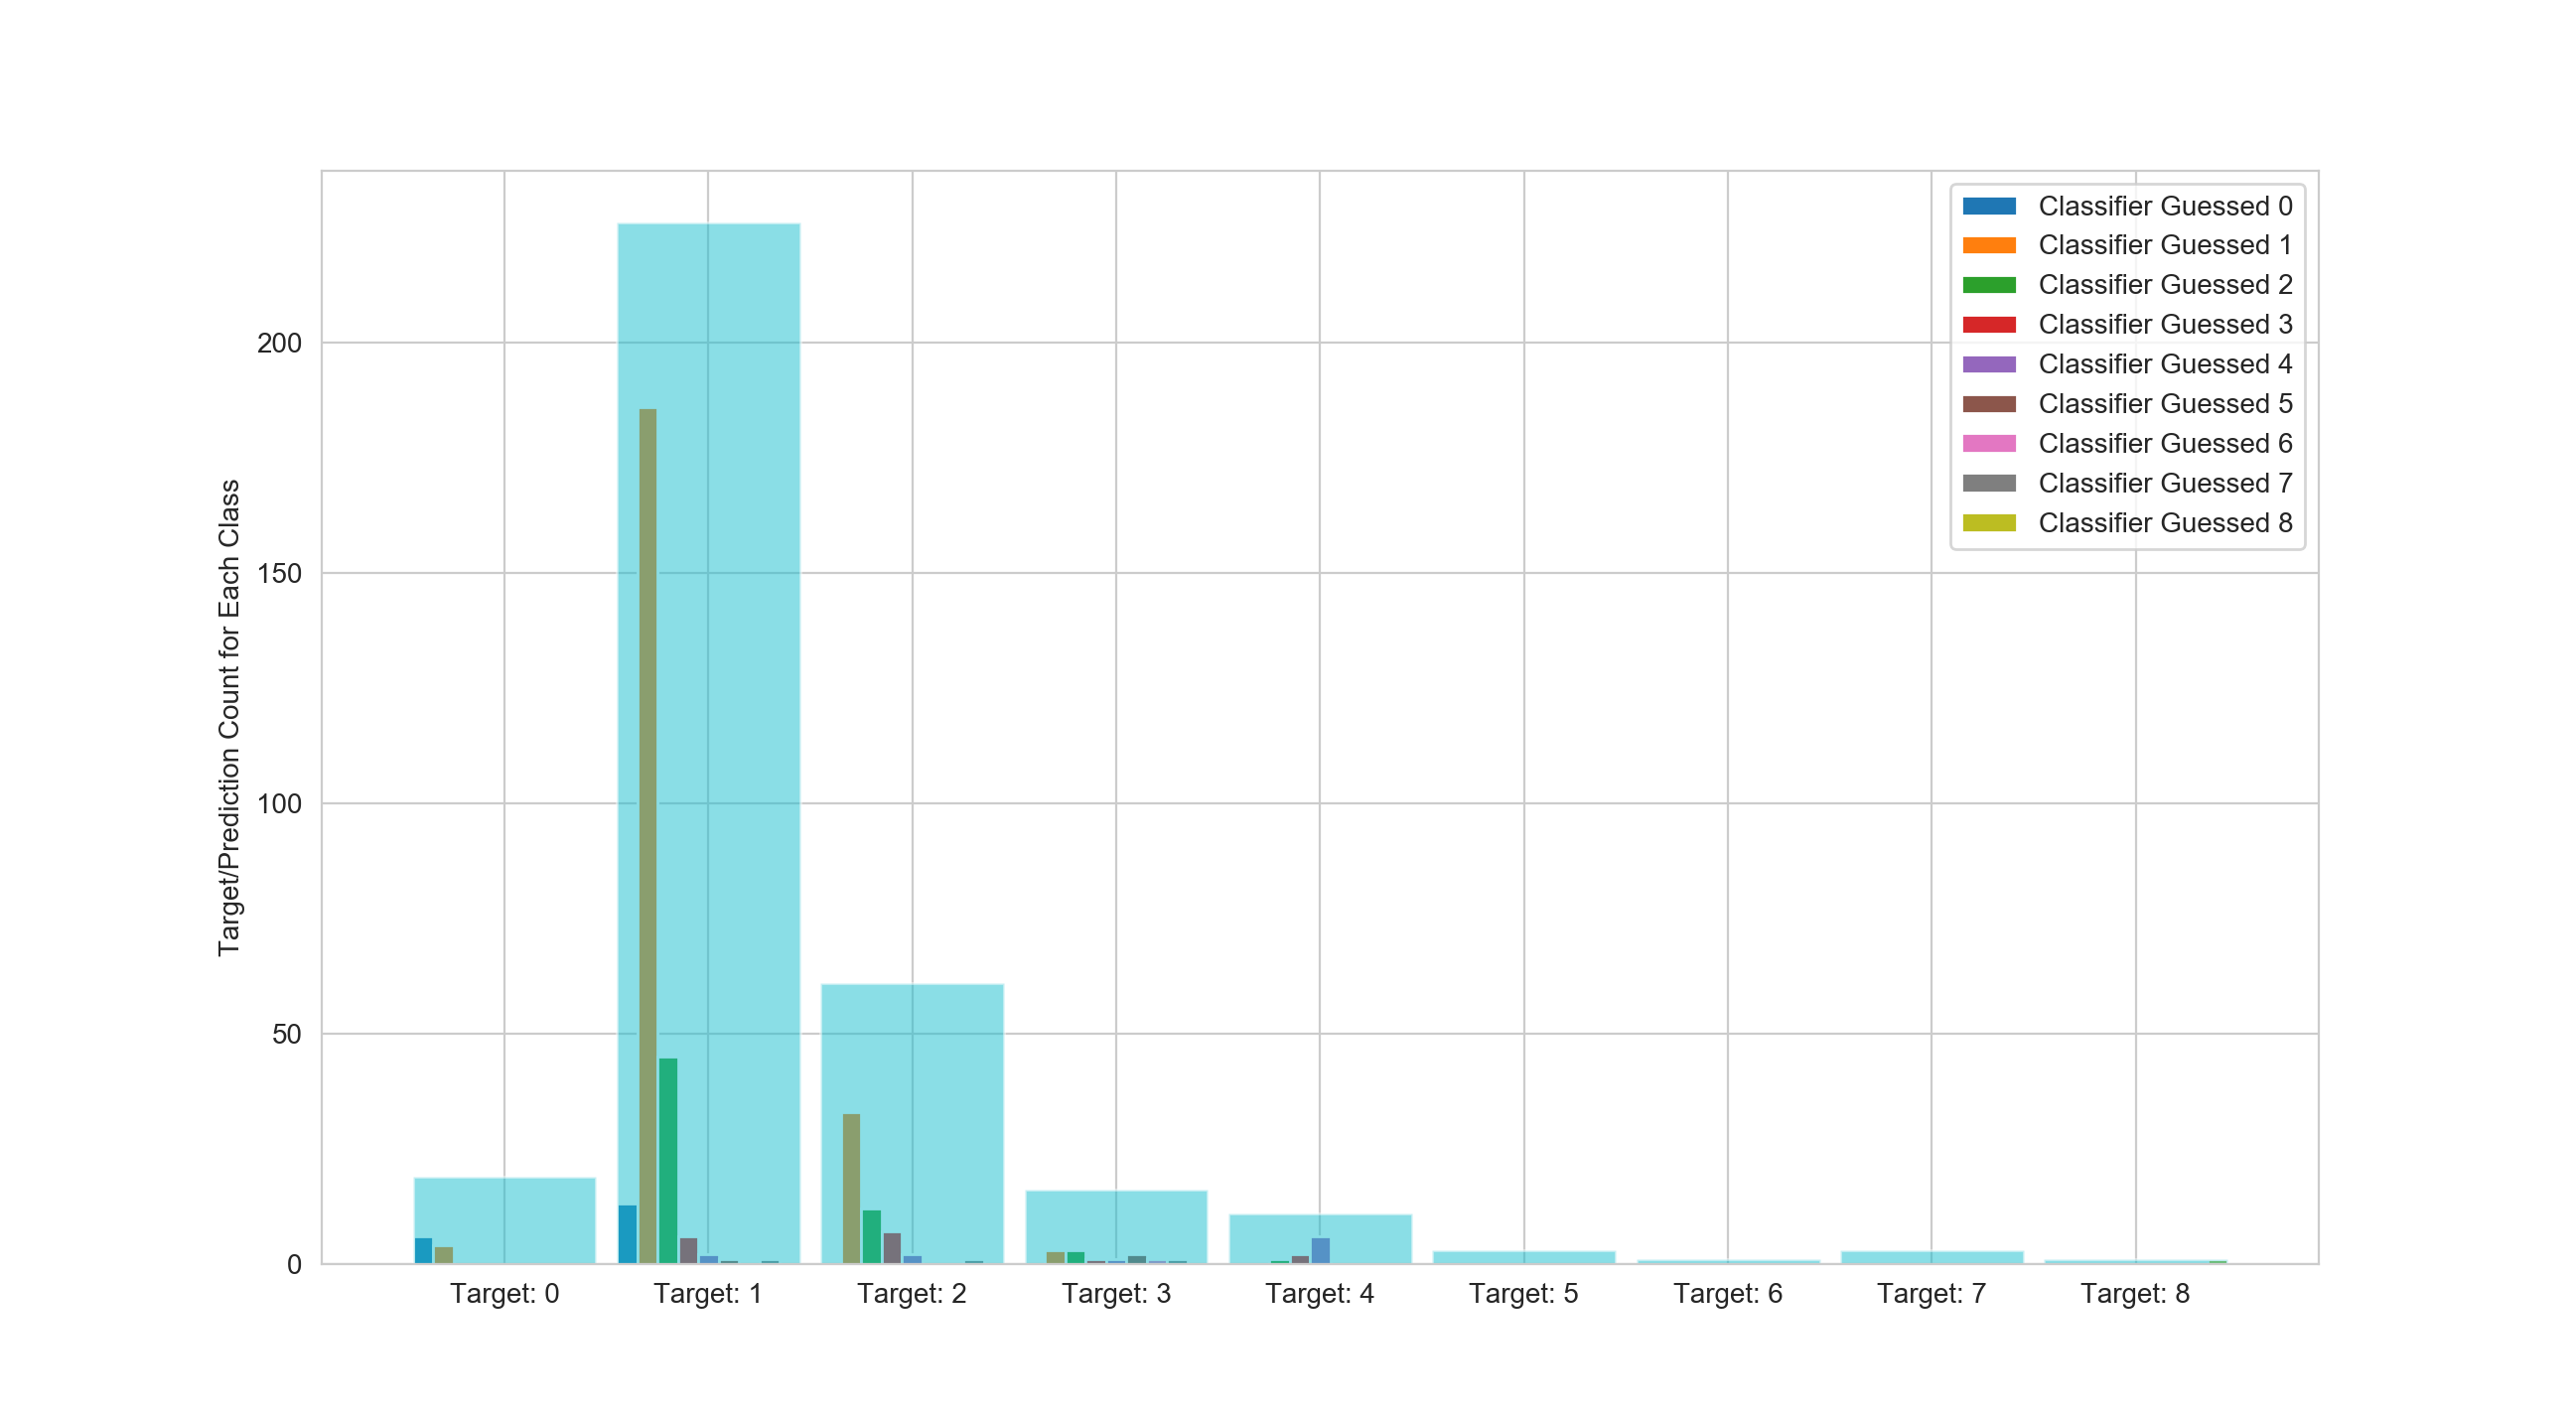 Classifier Guessed 0
Classifier Guessed 1
Classifier Guessed 2
Classifier Guessed 3
Classifier Guessed 4
Classifier Guessed 5
Classifier Guessed 6
Classifier Guessed 7
Classifier Guessed 8
Target/Prediction Count for Each Class
200
150
100
50
0
Target: 0
Target: 1
Target: 2
Target: 3
Target: 4
Target: 5
Target: 6
Target: 7
Target: 8